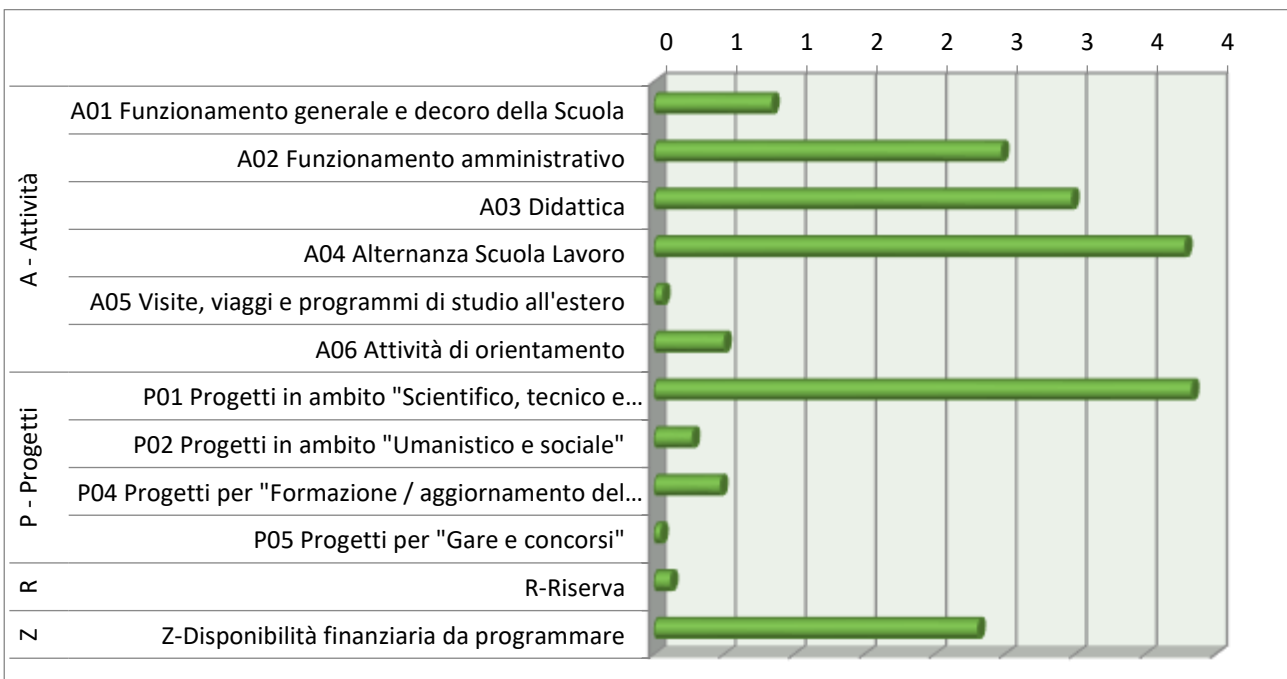 0 1 1 2 2 3 3 4 4
A - Attività
A01 Funzionamento generale e decoro della Scuola
A02 Funzionamento amministrativo
A03 Didattica
A04 Alternanza Scuola Lavoro
A05 Visite, viaggi e programmi di studio all'estero
A06 Attività di orientamento
P - Progetti
P01 Progetti in ambito "Scientifico, tecnico e...
P02 Progetti in ambito "Umanistico e sociale"
P04 Progetti per "Formazione / aggiornamento del...
P05 Progetti per "Gare e concorsi"
R
R-Riserva
Z
Z-Disponibilità finanziaria da programmare